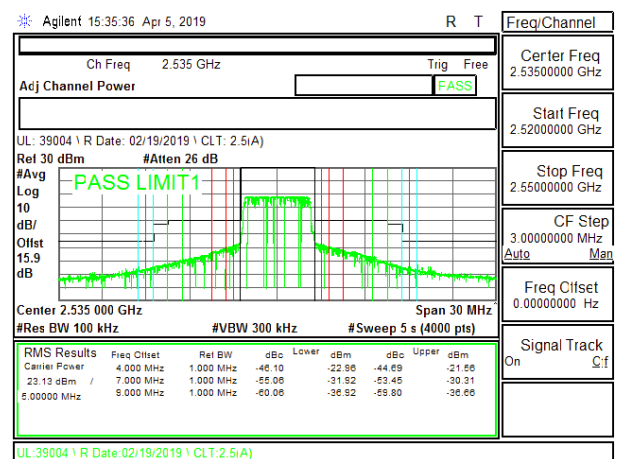 Agilent 15:35:36 Apr 5, 2019 R T
Freq/Channel
Ch Freq 2.535 GHz Trig Free
Adj Channel Power PASS
Center Freq
2.53500000 GHz
Start Freq
2.52000000 GHz
Stop Freq
2.55000000 GHz
CF Step
3.00000000 MHz
Auto Man
Freq Offset
0.00000000 Hz
Signal Track
On Off
UL: 39004 \ R Date: 02/19/2019 \ CLT: 2.5(A)
Ref 30 dBm #Atten 26 dB
#Avg
Log
10
dB/
Offst
15.9
dB
PASS LIMIT1
Center 2.535 000 GHz Span 30 MHz
#Res BW 100 kHz #VBW 300 kHz #Sweep 5 s (4000 pts)
RMS Results Freq Offset Ref BW dBc Lower dBm dBc Upper dBm
Carrier Power 4.000 MHz 1.000 MHz -46.10 -22.96 -44.69 -21.56
23.13 dBm / 7.000 MHz 1.000 MHz -55.06 -31.92 -53.45 -30.31
5.00000 MHz 9.000 MHz 1.000 MHz -60.06 -36.92 -59.80 -36.66
UL:39004 \ R Date:02/19/2019 \ CLT:2.5(A)